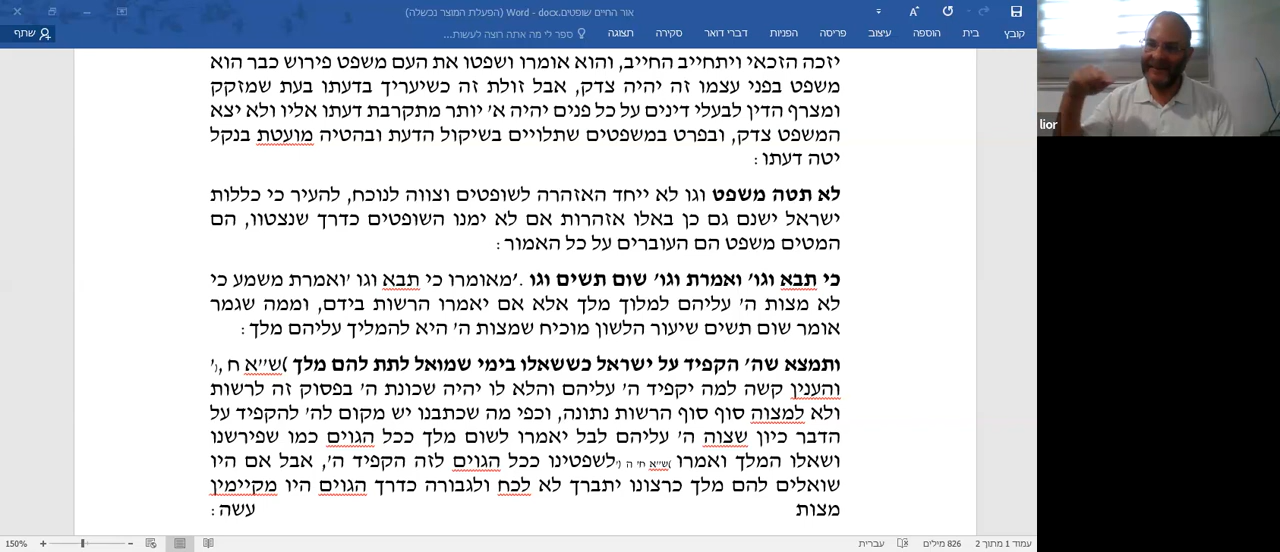 אור החיים שופטים.docx - Word (הפעלת המוצר נכשלה)
קובץ בית הוספה עיצוב פריסה הפניות דברי דואר סקירה תצוגה ספר לי מה אתה רוצה לעשות... שתף
יזכה הזכאי ויתחייב החייב, והוא אומרו ושפטו את העם משפט פירוש כבר הוא
משפט בפני עצמו זה יהיה צדק, אבל זולת זה כשיעריך בדעתו בעת שמזקק
ומצרף הדין לבעלי דינים על כל פנים יהיה א' יותר מתקרבת דעתו אליו ולא יצא
המשפט צדק, ובפרט במשפטים שתלויים בשיקול הדעת ובהטיה מועטת בנקל
יטה דעתו :
לא תטה משפט וגו לא ייחד האזהרה לשופטים וצווה לנוכח, להעיר כי כללות
ישראל ישנם גם כן באלו אזהרות אם לא ימנו השופטים כדרך שנצטוו, הם
המטים משפט הם העוברים על כל האמור :
כי תבא וגו' ואמרת וגו' שום תשים וגו .'מאומרו כי תבא וגו 'ואמרת משמע כי
לא מצות ה' עליהם למלוך מלך אלא אם יאמרו הרשות בידם, וממה שגמר
אומר שום תשים שיעור הלשון מוכיח שמצות ה' היא להמליך עליהם מלך :
ותמצא שה' הקפיד על ישראל כששאלו בימי שמואל לתת להם מלך )ש''א ח ,('
והענין קשה למה יקפיד ה' עליהם והלא לו יהיה שכונת ה' בפסוק זה לרשות
ולא למצוה סוף סוף הרשות נתונה, וכפי מה שכתבנו יש מקום לה' להקפיד על
הדבר כיון שצוה ה' עליהם לבל יאמרו לשום מלך ככל הגוים כמו שפירשנו
ושאלו המלך ואמרו )ש''א ח' ה ('לשפטינו ככל הגוים לזה הקפיד ה', אבל אם היו
שואלים להם מלך כרצונו יתברך לא לכח ולגבורה כדרך הגוים היו מקיימין
מצות עשה :
עמוד 1 מתוך 2 826 מילים עברית 150%
lior